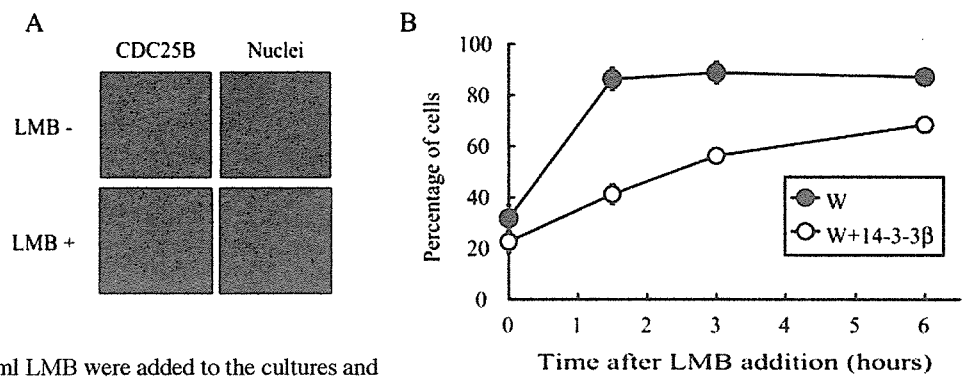 A
CDC25B Nuclei
LMB -
LMB +
B
100
80
60
40
20
0
Percentage of cells
W
W+14-3-3β
0 1 2 3 4 5 6
Time after LMB addition (hours)
ml LMB were added to the cultures and